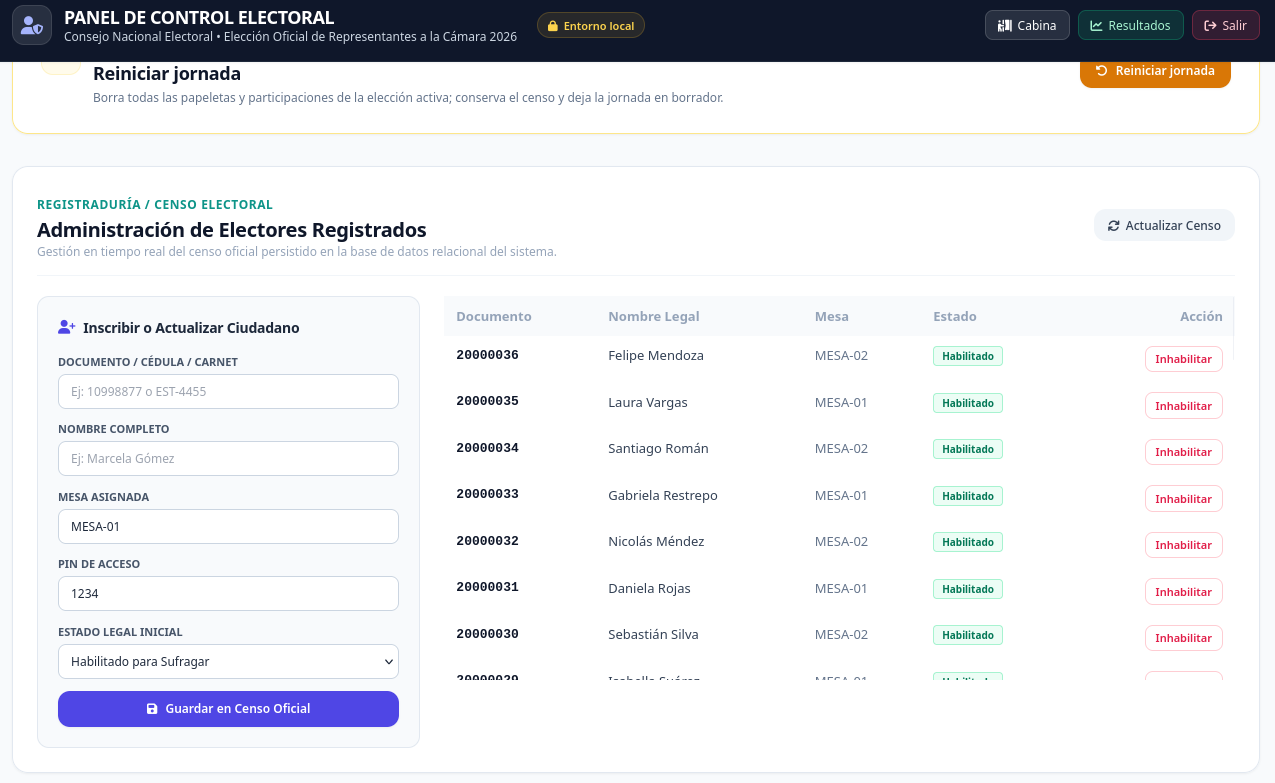 PANEL DE CONTROL ELECTORAL
Consejo Nacional Electoral • Elección Oficial de Representantes a la Cámara 2026
Entorno local
Cabina
Resultados
Salir
Reiniciar jornada
Borra todas las papeletas y participaciones de la elección activa; conserva el censo y deja la jornada en borrador.
Reiniciar jornada
REGISTRADURÍA / CENSO ELECTORAL
Administración de Electores Registrados
Gestión en tiempo real del censo oficial persistido en la base de datos relacional del sistema.
Actualizar Censo
Inscribir o Actualizar Ciudadano
DOCUMENTO / CÉDULA / CARNET
Ej: 10998877 o EST-4455
NOMBRE COMPLETO
Ej: Marcela Gómez
MESA ASIGNADA
MESA-01
PIN DE ACCESO
1234
ESTADO LEGAL INICIAL
Habilitado para Sufragar
Guardar en Censo Oficial
Documento Nombre Legal Mesa Estado Acción
20000036 Felipe Mendoza MESA-02 Habilitado Inhabilitar
20000035 Laura Vargas MESA-01 Habilitado Inhabilitar
20000034 Santiago Román MESA-02 Habilitado Inhabilitar
20000033 Gabriela Restrepo MESA-01 Habilitado Inhabilitar
20000032 Nicolás Méndez MESA-02 Habilitado Inhabilitar
20000031 Daniela Rojas MESA-01 Habilitado Inhabilitar
20000030 Sebastián Silva MESA-02 Habilitado Inhabilitar
20000029 Isabella Suárez MESA-01 Habilitado